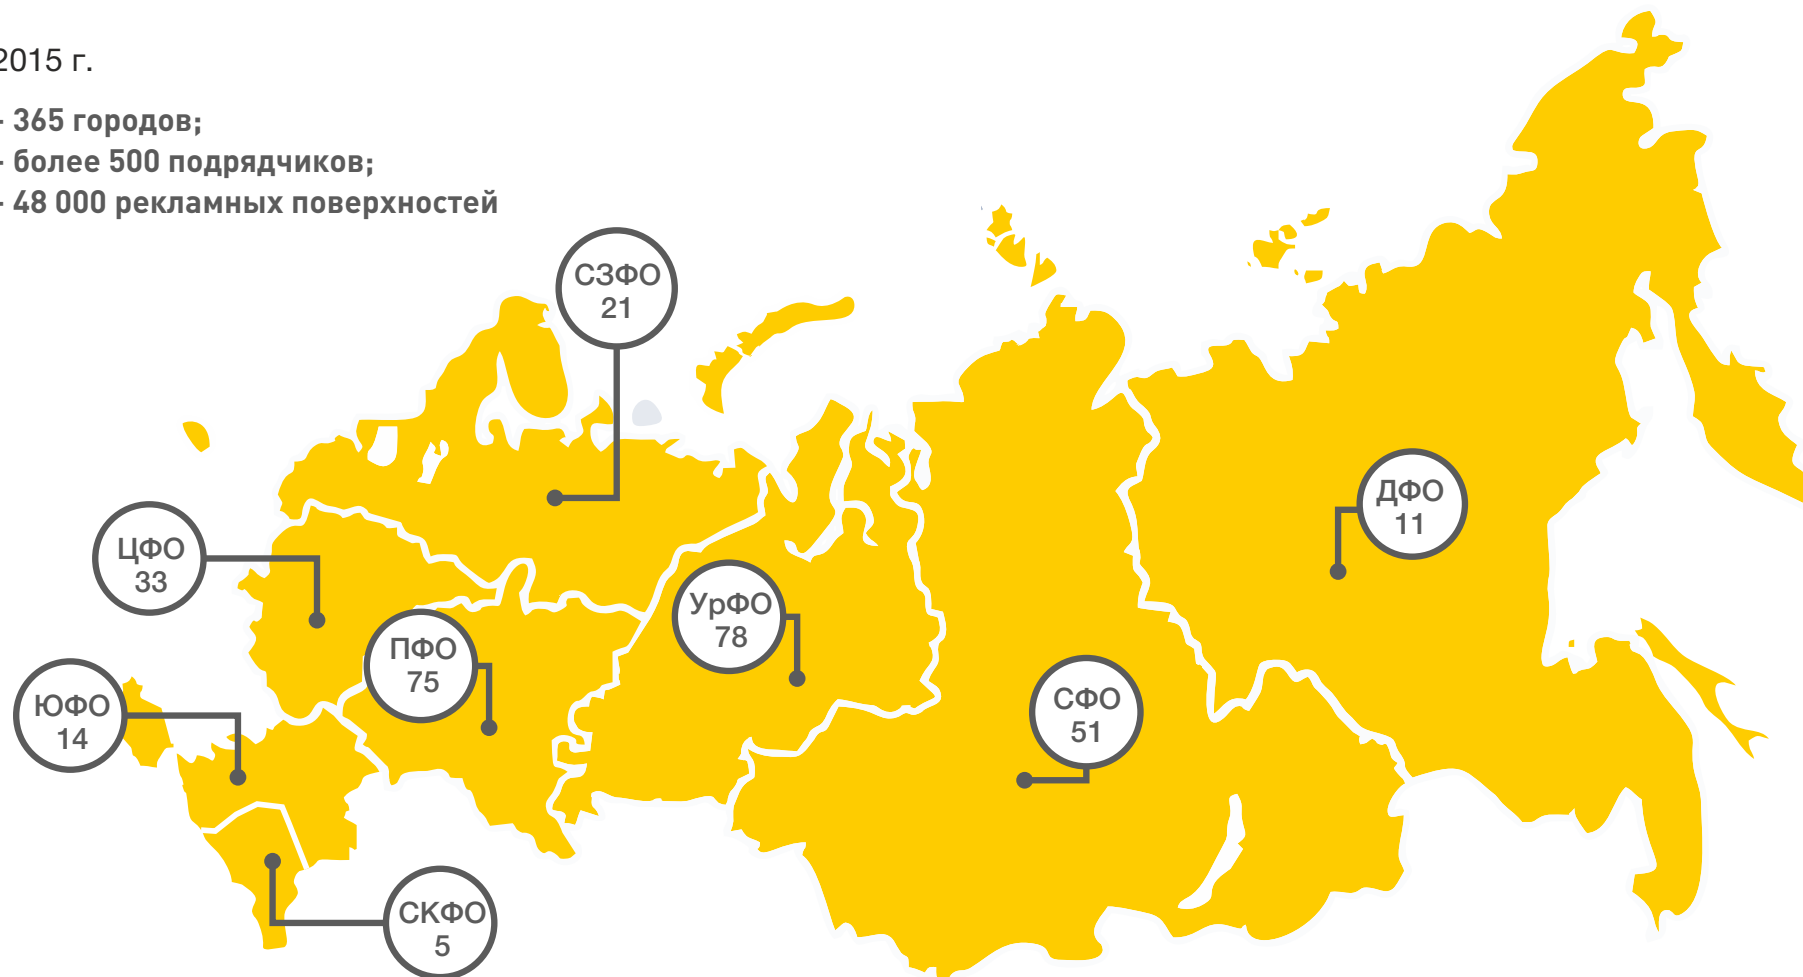 2015 г.
- 365 городов;
- более 500 подрядчиков;
- 48 000 рекламных поверхностей
СЗФО
21
ДФО
11
ЦФО
33
УрФО
78
ПФО
75
СФО
51
ЮФО
14
СКФО
5